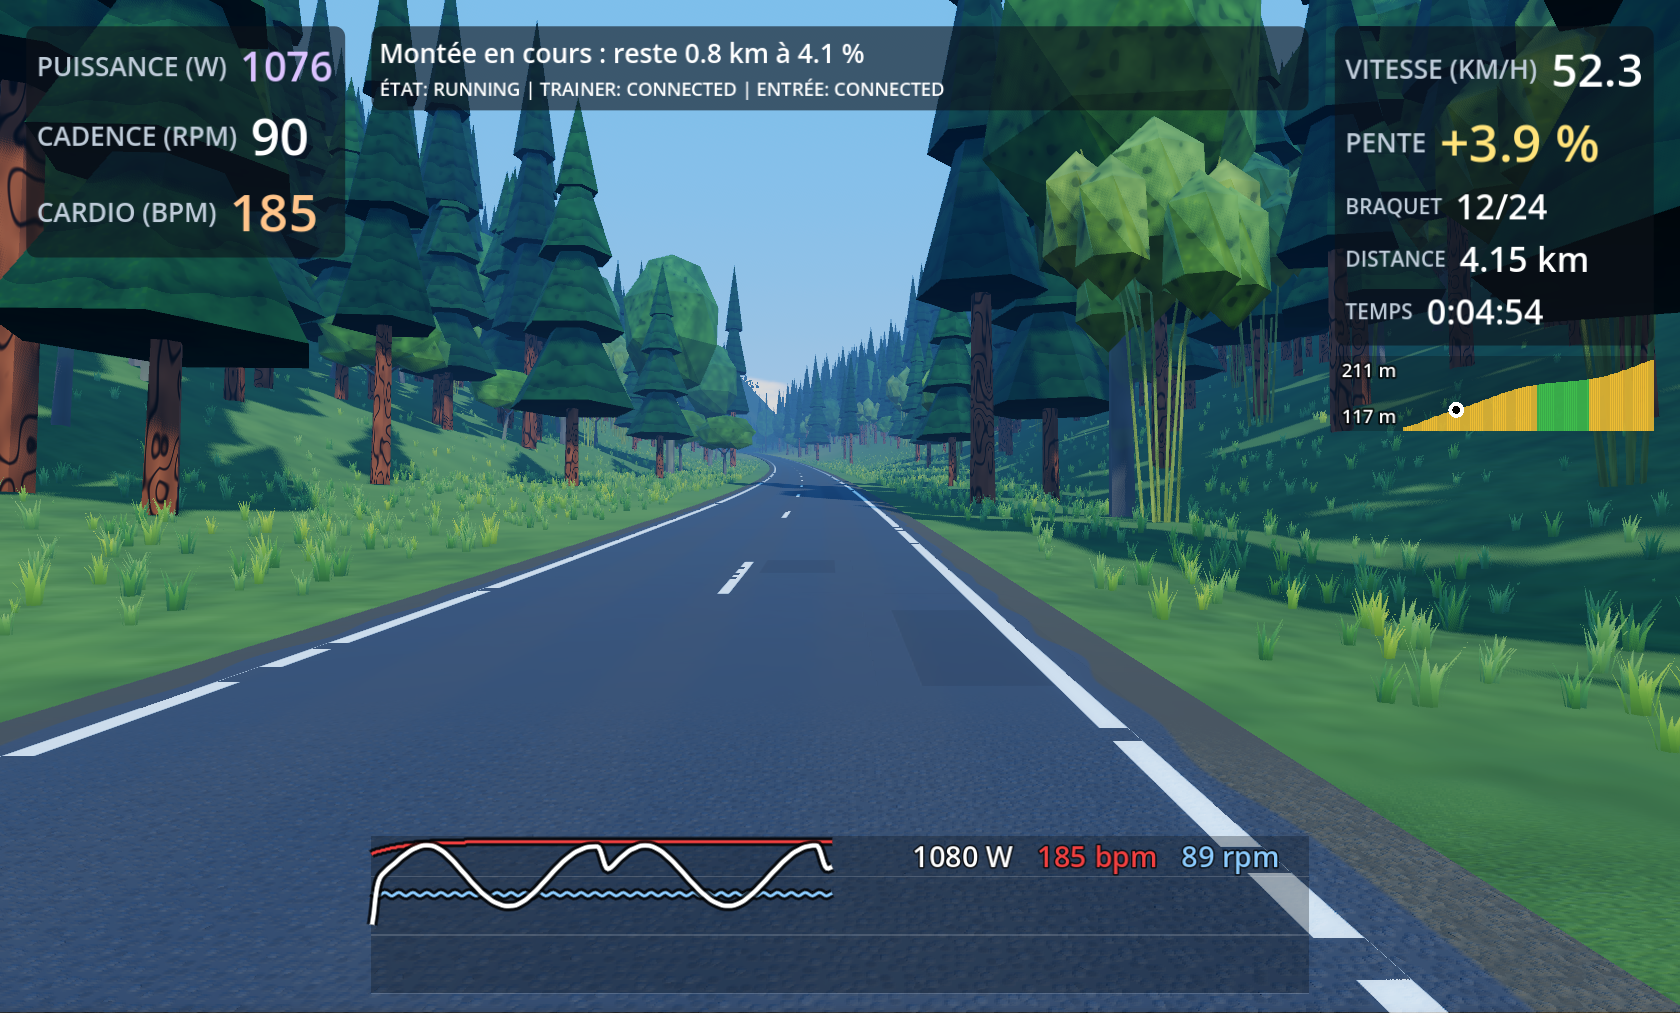 PUISSANCE (W) 1076
CADENCE (RPM) 90
CARDIO (BPM) 185
Montée en cours : reste 0.8 km à 4.1 %
ÉTAT: RUNNING | TRAINER: CONNECTED | ENTRÉE: CONNECTED
VITESSE (KM/H) 52.3
PENTE +3.9 %
BRAQUET 12/24
DISTANCE 4.15 km
TEMPS 0:04:54
211 m
117 m
1080 W 185 bpm 89 rpm